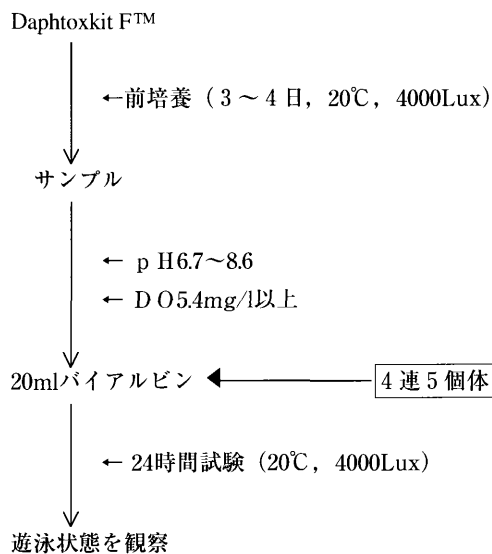 Daphtoxkit F™
←前培養（3～4日，20℃，4000Lux）
サンプル
← pH6.7～8.6
← DO5.4mg/l以上
20mlバイアルビン
4連5個体
← 24時間試験（20℃，4000Lux）
遊泳状態を観察